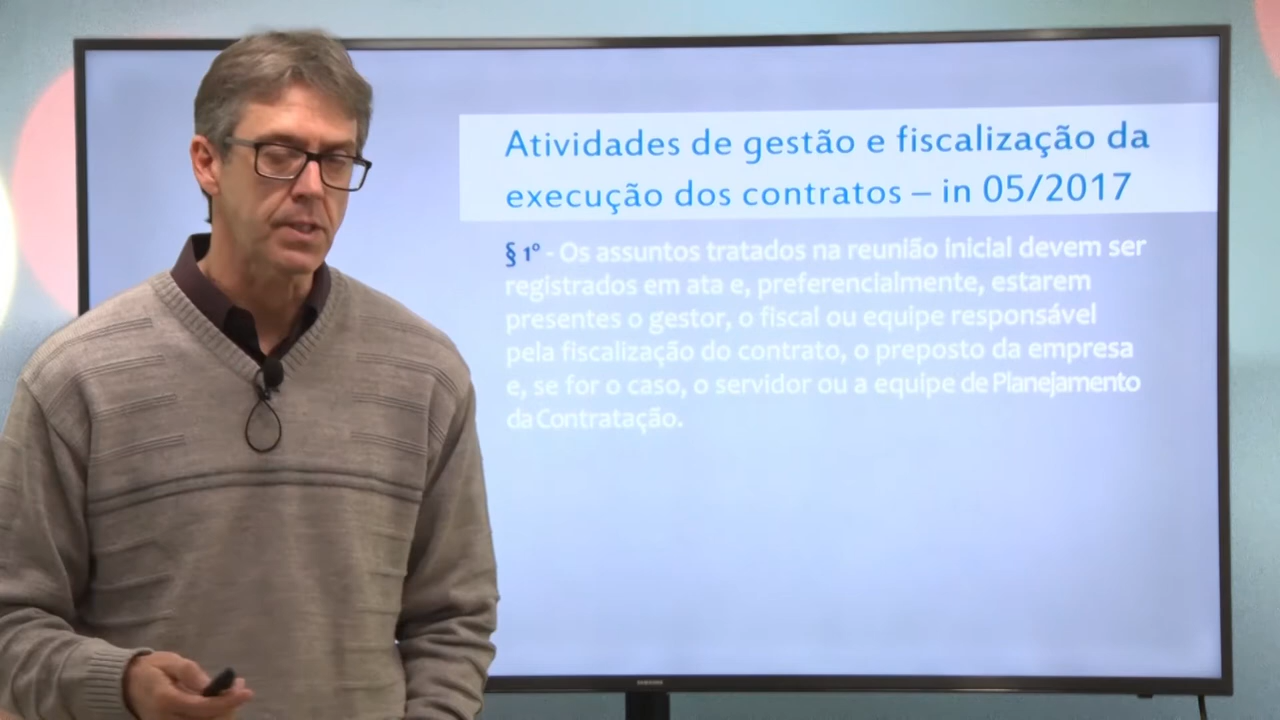 Atividades de gestão e fiscalização da
execução dos contratos – in 05/2017
§ 1º - Os assuntos tratados na reunião inicial devem ser
registrados em ata e, preferencialmente, estarem
presentes o gestor, o fiscal ou equipe responsável
pela fiscalização do contrato, o preposto da empresa
e, se for o caso, o servidor ou a equipe de Planejamento
da Contratação.
SAMSUNG